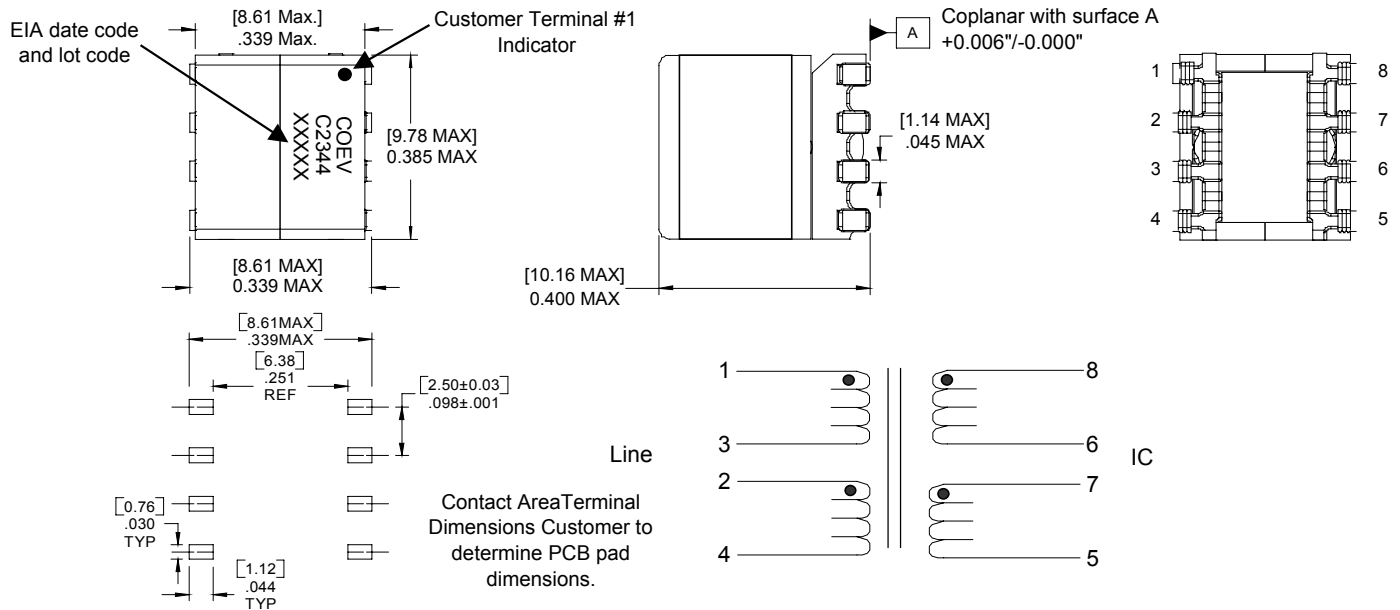 EIA date code
and lot code
[8.61 Max.]
.339 Max.
Customer Terminal #1
Indicator
COEV
C2344
XXXXX
[9.78 MAX]
0.385 MAX
[8.61 MAX]
0.339 MAX
A
Coplanar with surface A
+0.006"/-0.000"
[1.14 MAX]
.045 MAX
[10.16 MAX]
0.400 MAX
1
2
3
4
8
7
6
5
[8.61MAX]
.339MAX
[6.38]
.251
REF
[2.50±0.03]
.098±.001
[0.76]
.030
TYP
[1.12]
.044
TYP
Contact AreaTerminal
Dimensions Customer to
determine PCB pad
dimensions.
Line
1
3
2
4
8
6
7
5
IC